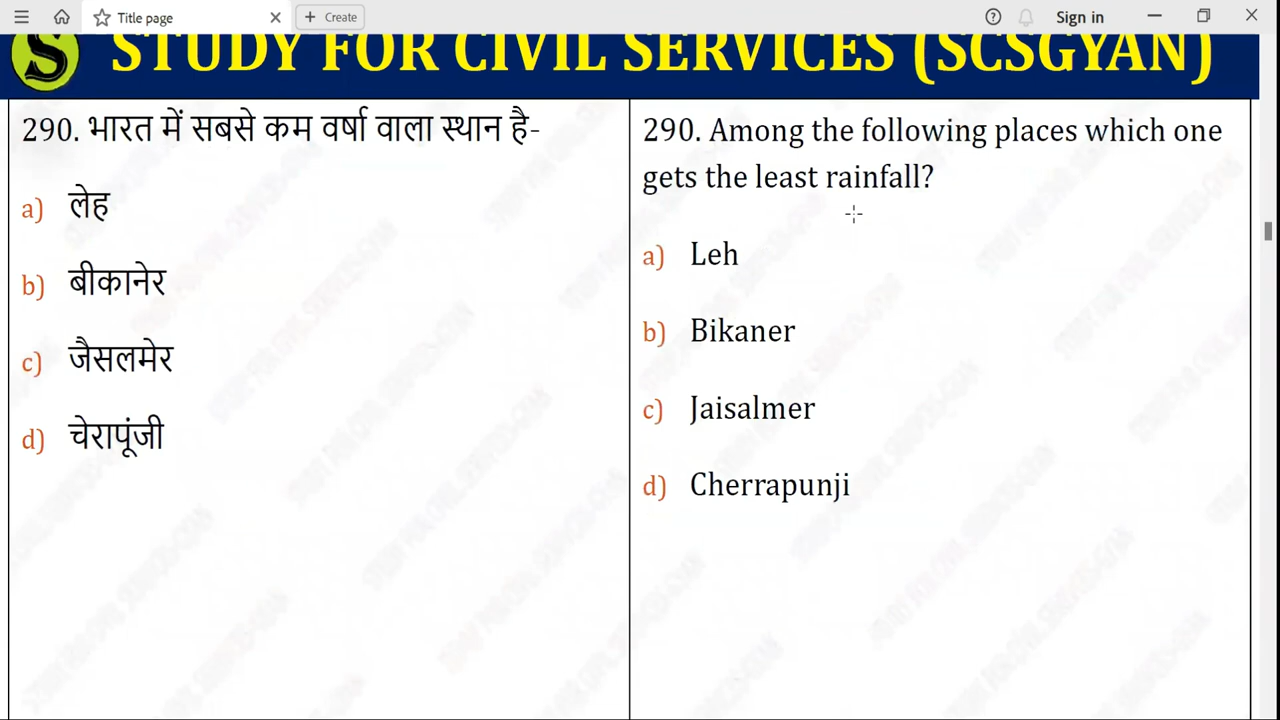 Title page
Create
Sign in
S STUDY FOR CIVIL SERVICES (SCSGYAN)
290. भारत में सबसे कम वर्षा वाला स्थान है-
a) लेह
b) बीकानेर
c) जैसलमेर
d) चेरापूंजी
290. Among the following places which one
gets the least rainfall?
a) Leh
b) Bikaner
c) Jaisalmer
d) Cherrapunji